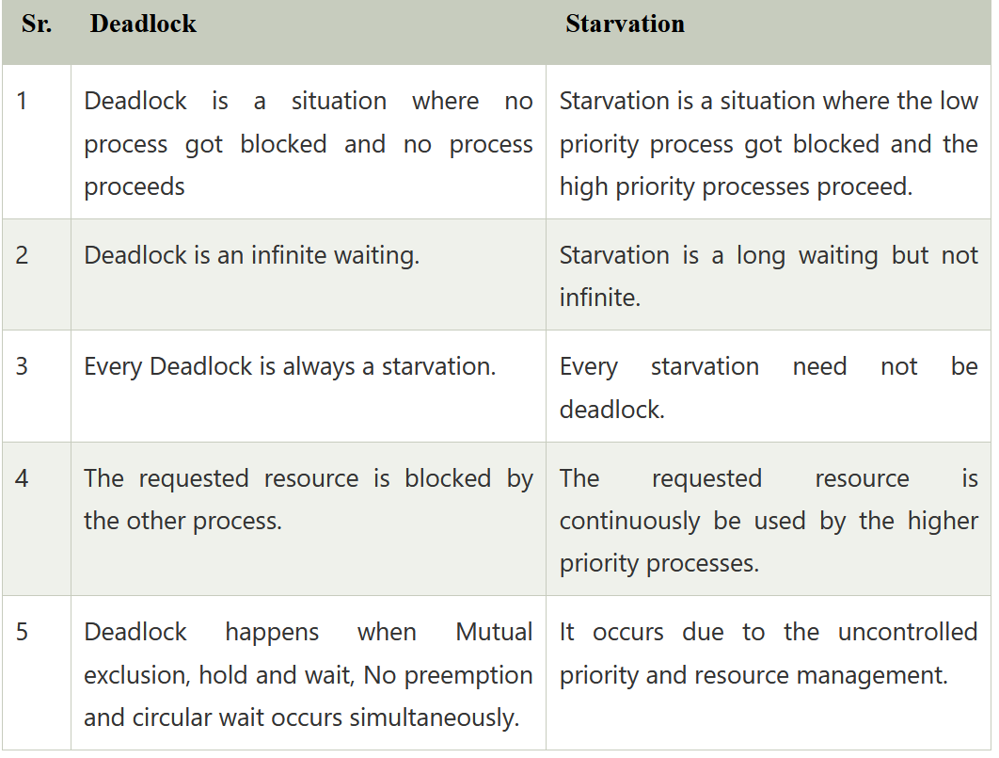 Sr. Deadlock Starvation
1 Deadlock is a situation where no Starvation is a situation where the low
process got blocked and no process priority process got blocked and the
proceeds high priority processes proceed.
2 Deadlock is an infinite waiting. Starvation is a long waiting but not
infinite.
3 Every Deadlock is always a starvation. Every starvation need not be
deadlock.
4 The requested resource is blocked by The requested resource is
the other process. continuously be used by the higher
priority processes.
5 Deadlock happens when Mutual It occurs due to the uncontrolled
exclusion, hold and wait, No preemption priority and resource management.
and circular wait occurs simultaneously.